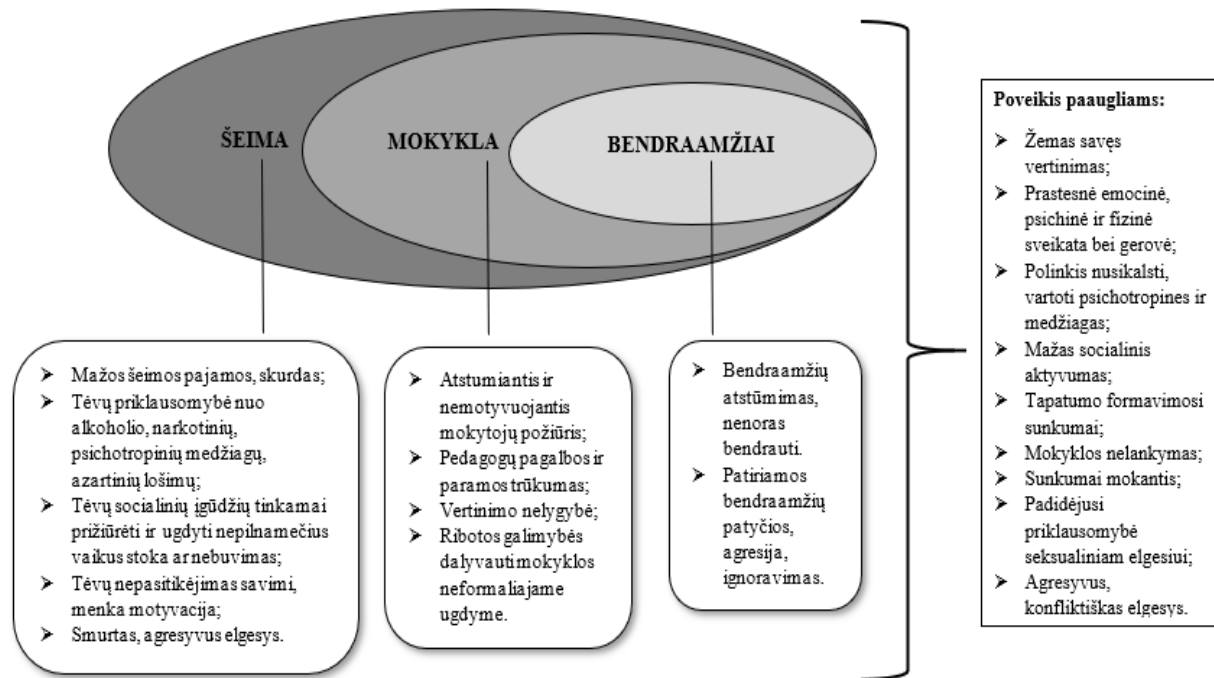 ŠEIMA
MOKYKLA
BENDRAAMŽIAI
➤ Mažos šeimos pajamos, skurdas;
➤ Tėvų priklausomybė nuo
alkoholio, narkotinių,
psichotropinių medžiagų,
azartinių lošimų;
➤ Tėvų socialinių įgūdžių tinkamai
prižiūrėti ir ugdyti nepilnamečius
vaikus stoka ar nebuvimas;
➤ Tėvų nepasitikėjimas savimi,
menka motyvacija;
➤ Smurtas, agresyvus elgesys.
➤ Atstumiantis ir
nemotyvuojantis
mokytojų požiūris;
➤ Pedagogų pagalbos ir
paramos trūkumas;
➤ Vertinimo nelygybė;
➤ Ribotos galimybės
dalyvauti mokyklos
neformaliajame
ugdyme.
➤ Bendraamžių
atstūmimas,
nenoras
bendrauti.
➤ Patiriamos
bendraamžių
patyčios,
agresija,
ignoravimas.
Poveikis paaugliams:
➤ Žemas savęs
vertinimas;
➤ Prastesnė emocinė,
psichinė ir fizinė
sveikata bei gerovė;
➤ Polinkis nusikalsti,
vartoti psichotropines ir
medžiagas;
➤ Mažas socialinis
aktyvumas;
➤ Tapatumo formavimosi
sunkumai;
➤ Mokyklos nelankymas;
➤ Sunkumai mokantis;
➤ Padidėjusi
priklausomybė
seksualiniam elgesiui;
➤ Agresyvus,
konfliktiškas elgesys.